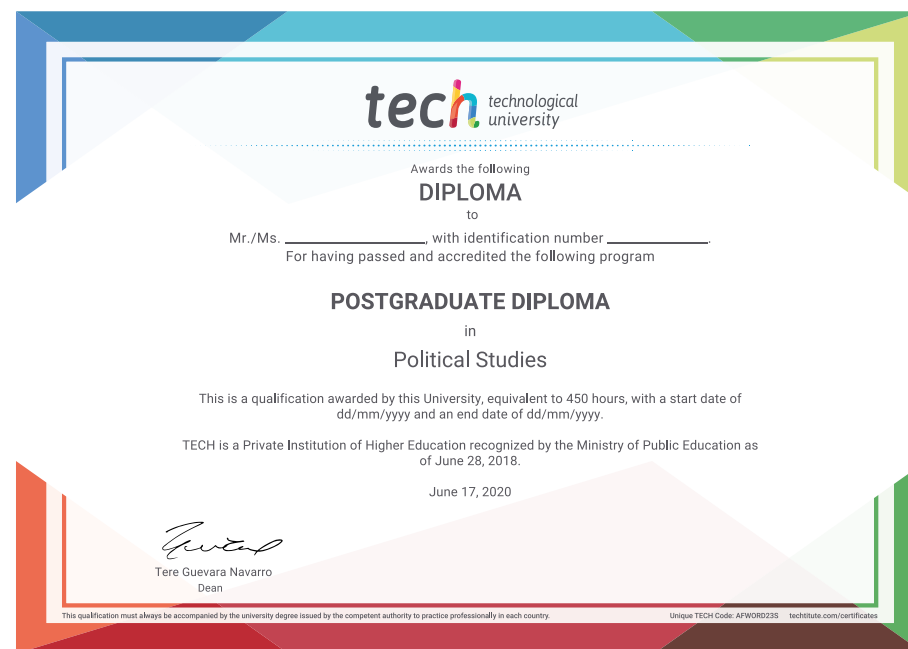 tech technological
university
Awards the following
DIPLOMA
to
Mr./Ms. ____________________, with identification number ______________.
For having passed and accredited the following program
POSTGRADUATE DIPLOMA
in
Political Studies
This is a qualification awarded by this University, equivalent to 450 hours, with a start date of
dd/mm/yyyy and an end date of dd/mm/yyyy.
TECH is a Private Institution of Higher Education recognized by the Ministry of Public Education as
of June 28, 2018.
June 17, 2020
Tere Guevara Navarro
Dean
This qualification must always be accompanied by the university degree issued by the competent authority to practice professionally in each country. Unique TECH Code: AFWORD23S techtitute.com/certificates